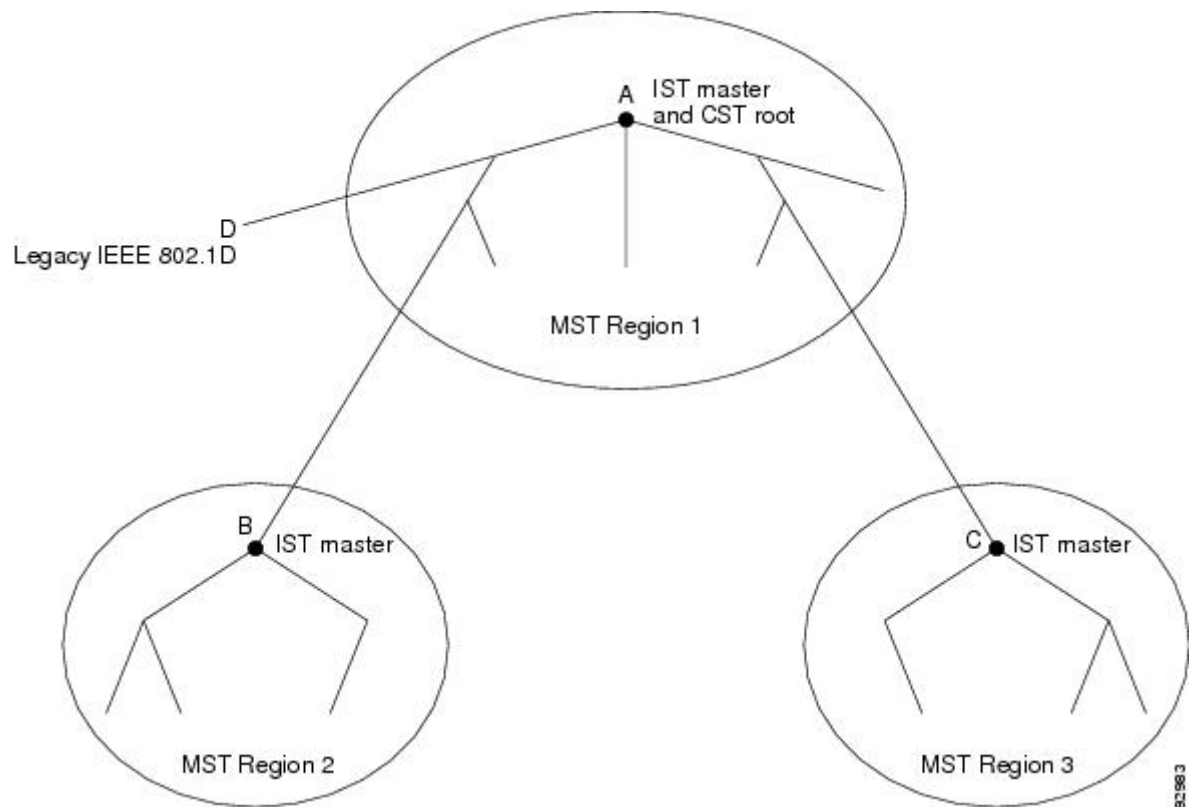 A
IST master
and CST root
D
Legacy IEEE 802.1D
MST Region 1
B
IST master
C
IST master
MST Region 2
MST Region 3
92983